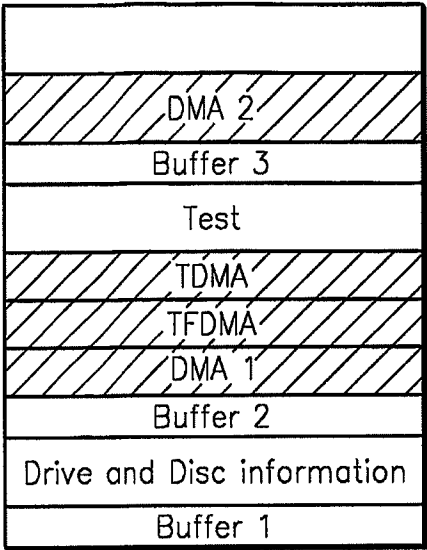 DMA 2
Buffer 3
Test
TDMA
TFDMA
DMA 1
Buffer 2
Drive and Disc information
Buffer 1